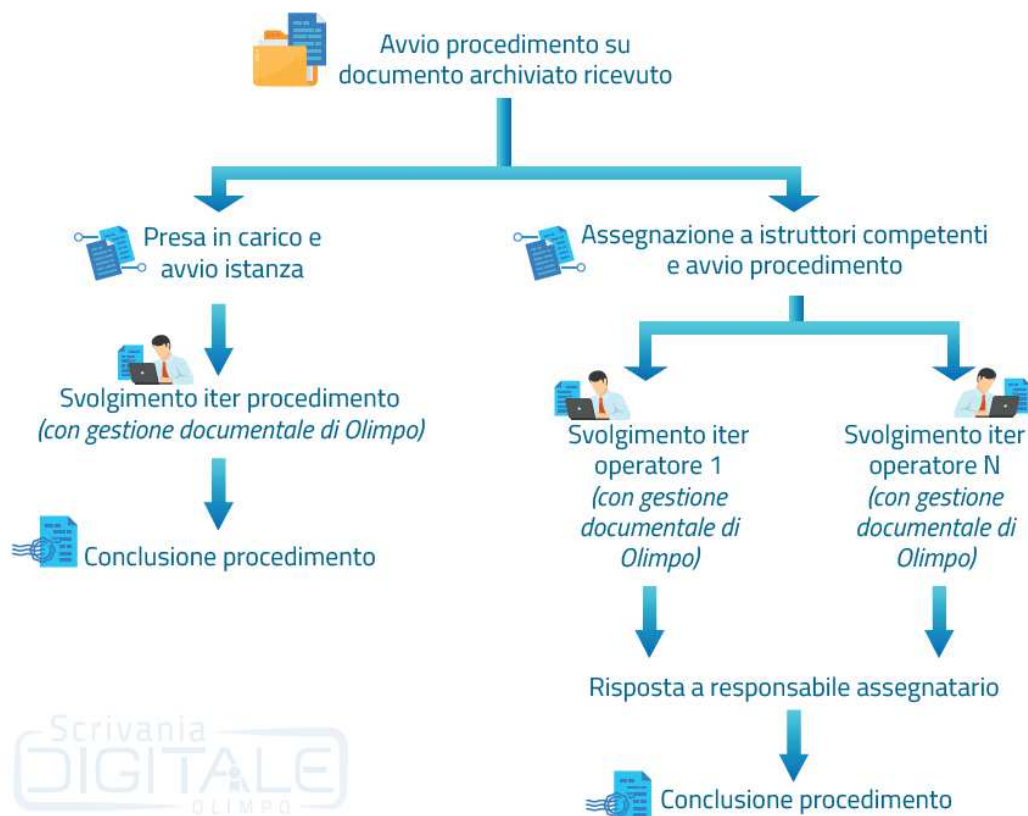 Avvio procedimento su
documento archiviato ricevuto
Presa in carico e
avvio istanza
Assegnazione a istruttori competenti
e avvio procedimento
Svolgimento iter procedimento
(con gestione documentale di Olimpo)
Svolgimento iter
operatore 1
(con gestione
documentale di
Olimpo)
Svolgimento iter
operatore N
(con gestione
documentale di
Olimpo)
Conclusione procedimento
Risposta a responsabile assegnatario
Conclusione procedimento
Scrivania
DIGITALE
OLIMPO